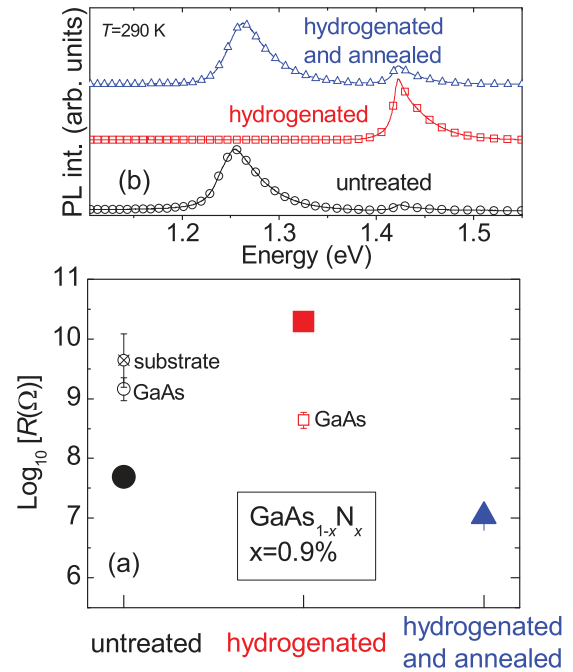 T=290 K
hydrogenated
and annealed
hydrogenated
(b)
untreated
PL int. (arb. units)
1.2 1.3 1.4 1.5
Energy (eV)
11
10
9
8
7
6
Log₁₀ [R(Ω)]
substrate
GaAs
GaAs
GaAs₁₋ₓNₓ
x=0.9%
(a)
untreated
hydrogenated
hydrogenated
and annealed